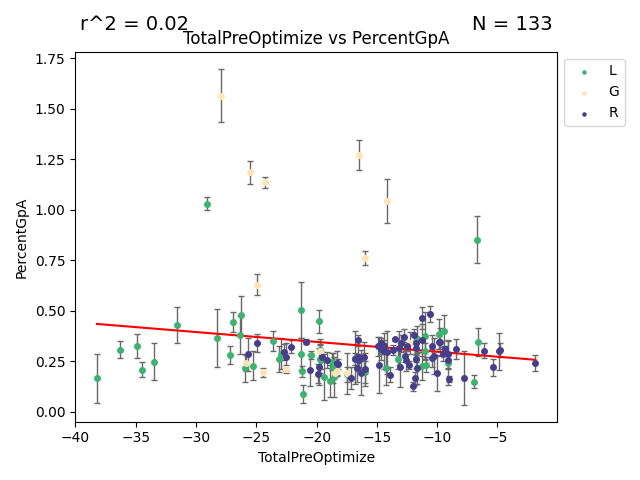 r^2 = 0.02
N = 133
TotalPreOptimize vs PercentGpA
L
G
R
PercentGpA
1.75
1.50
1.25
1.00
0.75
0.50
0.25
0.00
−40
−35
−30
−25
−20
−15
−10
−5
TotalPreOptimize